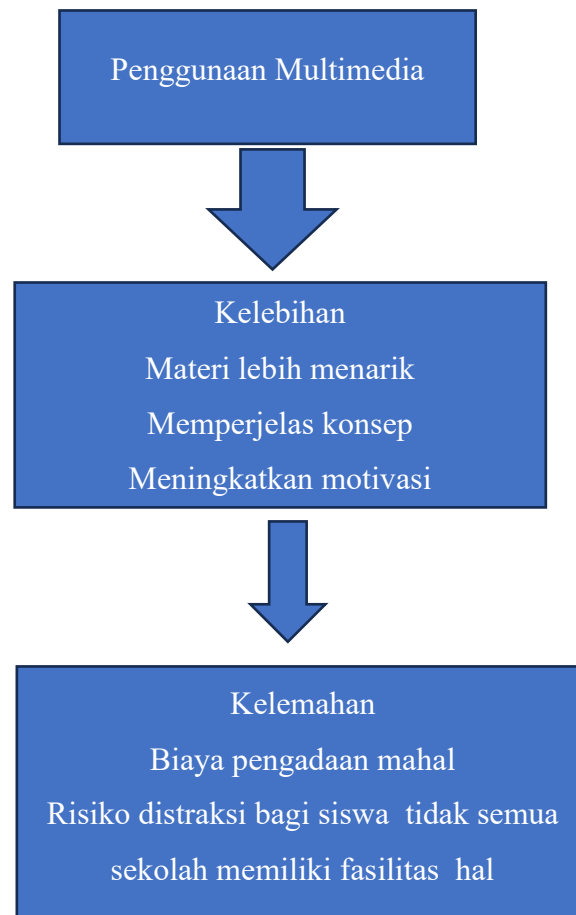 Penggunaan Multimedia
Kelebihan
Materi lebih menarik
Memperjelas konsep
Meningkatkan motivasi
Kelemahan
Biaya pengadaan mahal
Risiko distraksi bagi siswa  tidak semua
sekolah memiliki fasilitas  hal